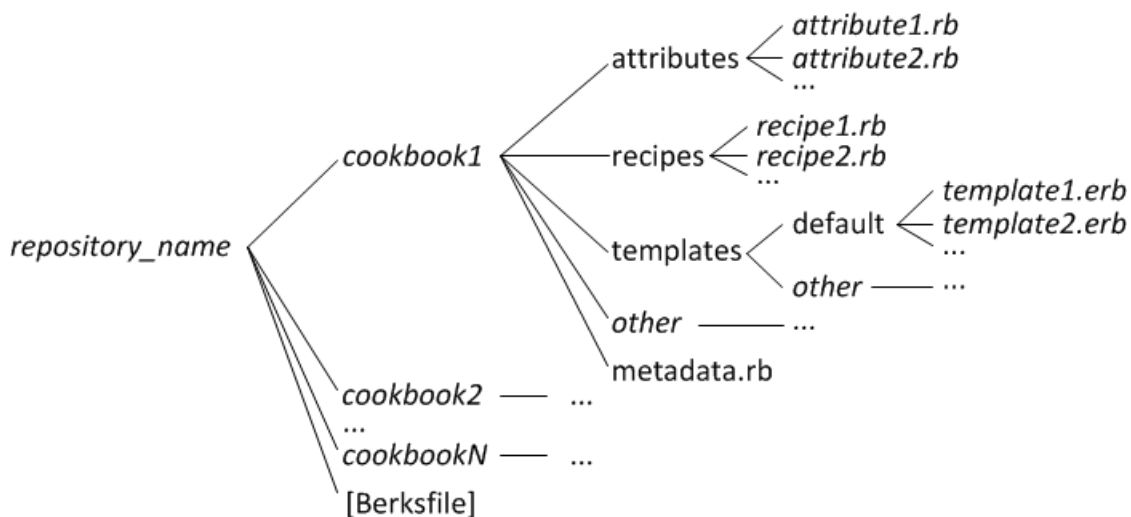 repository_name
cookbook1
attributes
attribute1.rb
attribute2.rb
...
recipes
recipe1.rb
recipe2.rb
...
templates
default
template1.erb
template2.erb
...
other
...
other
...
metadata.rb
cookbook2
...
...
cookbookN
...
[Berksfile]